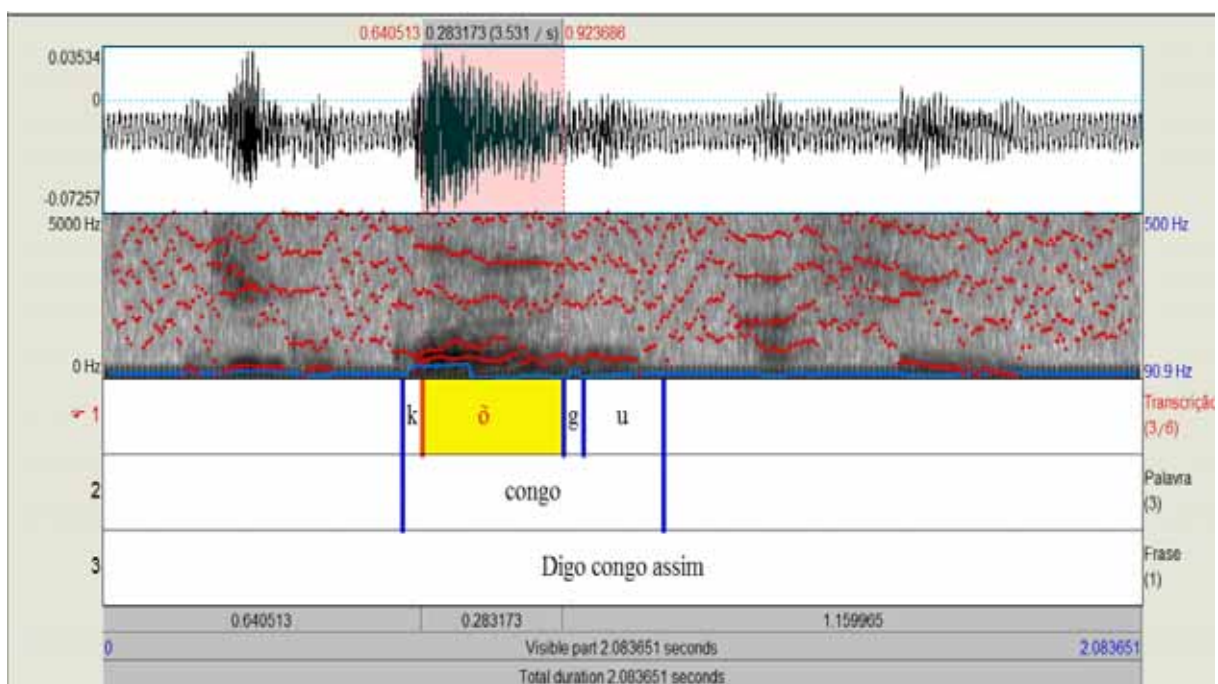 0.640513 0.283173 (3.531 / s) 0.923686
0.03534
0
-0.07257
5000 Hz 500 Hz
0 Hz 90.9 Hz
1 k õ g u Transcrição (3/6)
2 congo Palavra (3)
3 Digo congo assim Frase (1)
0.640513 0.283173 1.159965
0 Visible part 2.083651 seconds 2.083651
Total duration 2.083651 seconds